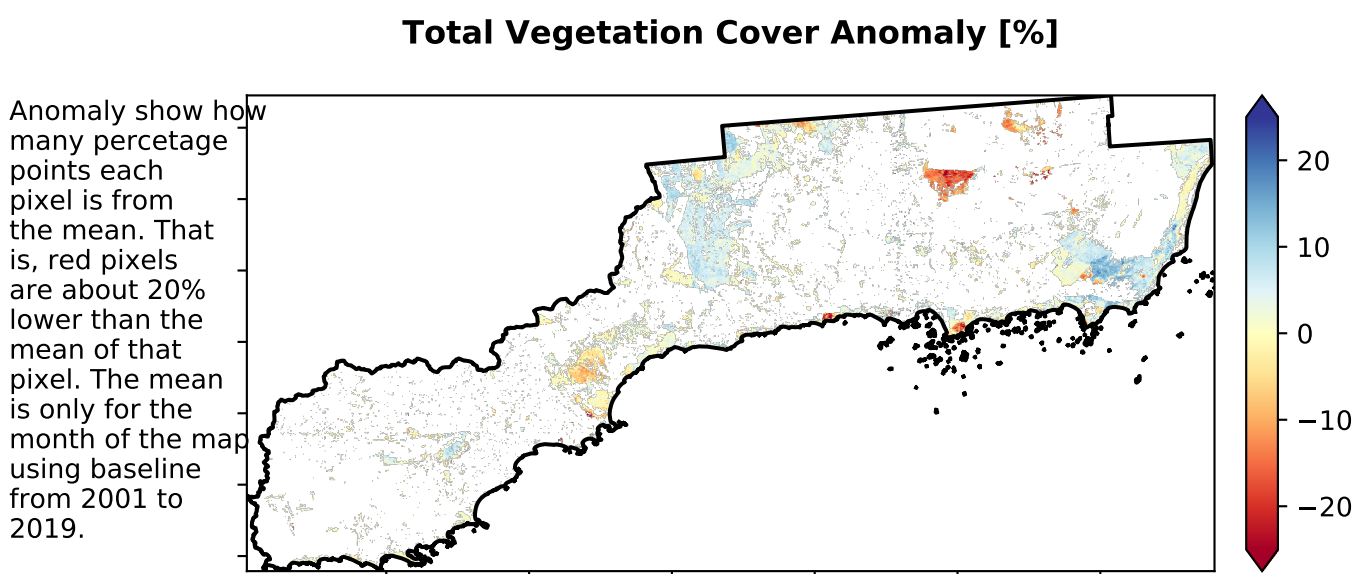 Total Vegetation Cover Anomaly [%]
Anomaly show how
many percetage
points each
pixel is from
the mean. That
is, red pixels
are about 20%
lower than the
mean of that
pixel. The mean
is only for the
month of the map
using baseline
from 2001 to
2019.
20
10
0
−10
−20